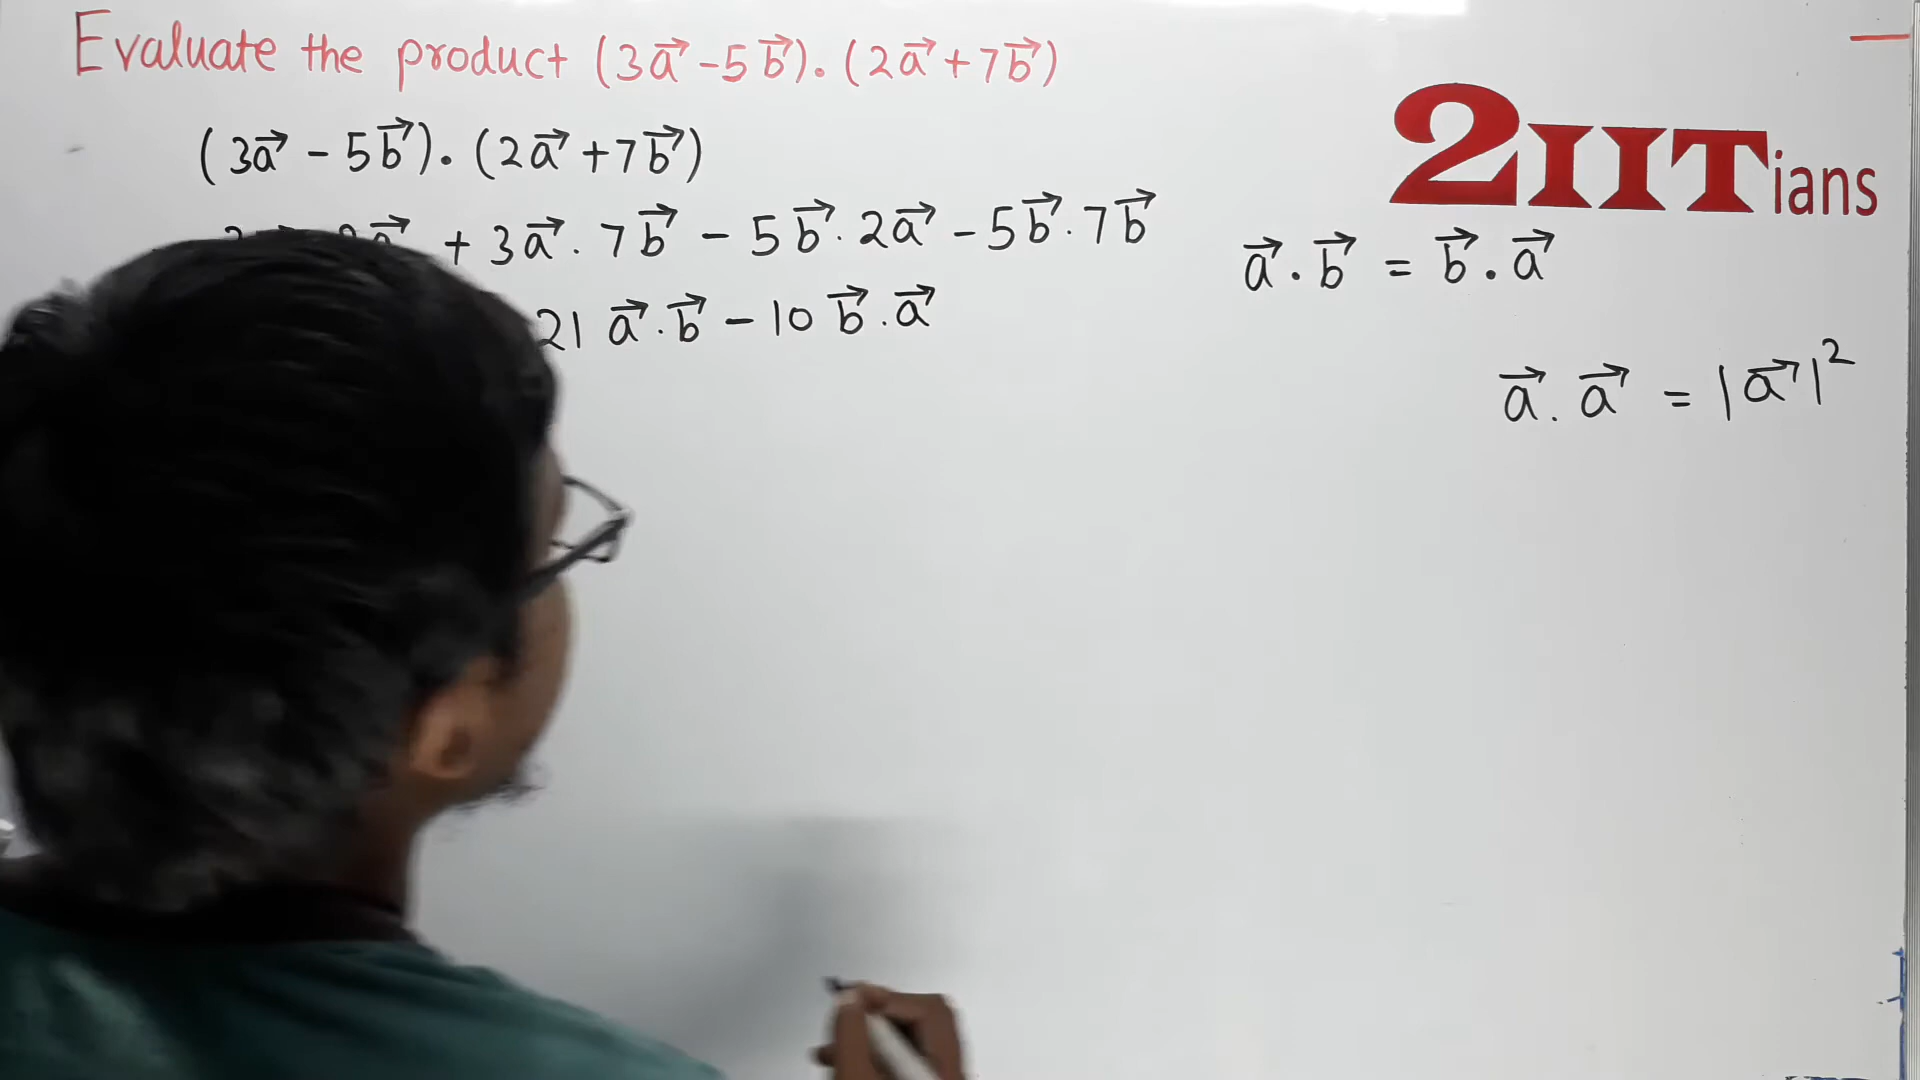 Evaluate the product (3a⃗ - 5b⃗). (2a⃗ + 7b⃗)
(3a⃗ - 5b⃗). (2a⃗ + 7b⃗)
+ 3a⃗. 7b⃗ - 5b⃗. 2a⃗ - 5b⃗. 7b⃗
21 a⃗. b⃗ - 10 b⃗. a⃗
2IITians
a⃗. b⃗ = b⃗. a⃗
a⃗. a⃗ = |a⃗|²